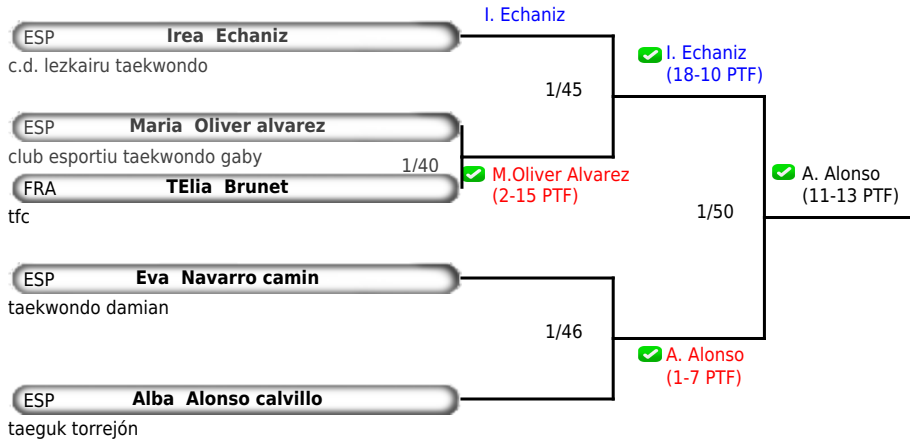 I. Echaniz
ESP Irea Echaniz
c.d. lezkairu taekwondo
I. Echaniz
(18-10 PTF)
1/45
ESP Maria Oliver alvarez
club esportiu taekwondo gaby
1/40
M.Oliver Alvarez
(2-15 PTF)
FRA TElia Brunet
tfc
A. Alonso
(11-13 PTF)
1/50
ESP Eva Navarro camin
taekwondo damian
1/46
A. Alonso
(1-7 PTF)
ESP Alba Alonso calvillo
taeguk torrejón